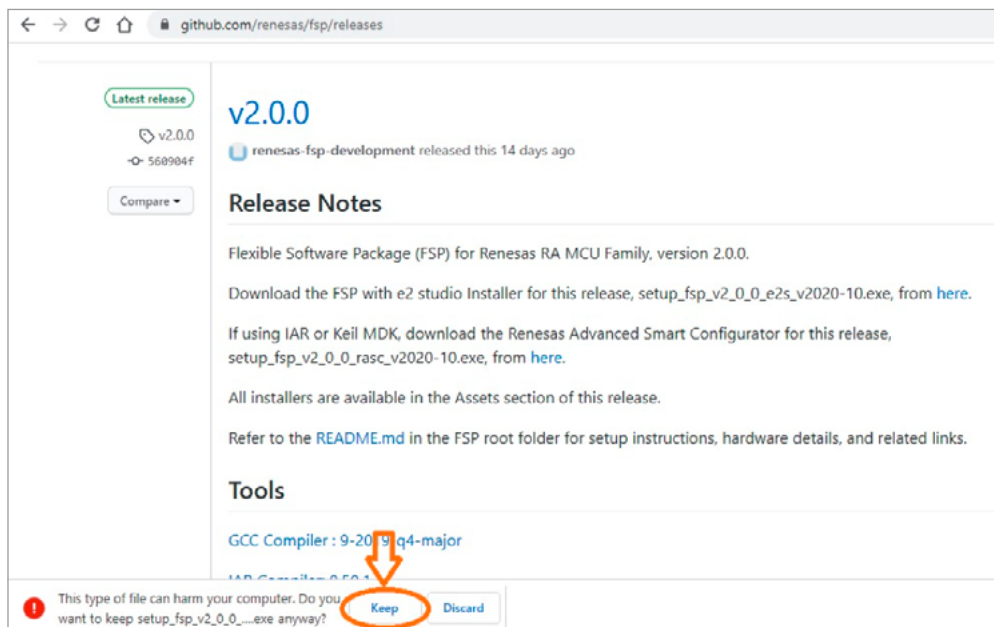 github.com/renesas/fsp/releases
Latest release
v2.0.0
560904f
Compare
v2.0.0
renesas-fsp-development released this 14 days ago
Release Notes
Flexible Software Package (FSP) for Renesas RA MCU Family, version 2.0.0.
Download the FSP with e2 studio Installer for this release, setup_fsp_v2_0_0_e2s_v2020-10.exe, from here.
If using IAR or Keil MDK, download the Renesas Advanced Smart Configurator for this release,
setup_fsp_v2_0_0_rasc_v2020-10.exe, from here.
All installers are available in the Assets section of this release.
Refer to the README.md in the FSP root folder for setup instructions, hardware details, and related links.
Tools
GCC Compiler : 9-2019-q4-major
This type of file can harm your computer. Do you
want to keep setup_fsp_v2_0_0_....exe anyway?
Keep
Discard